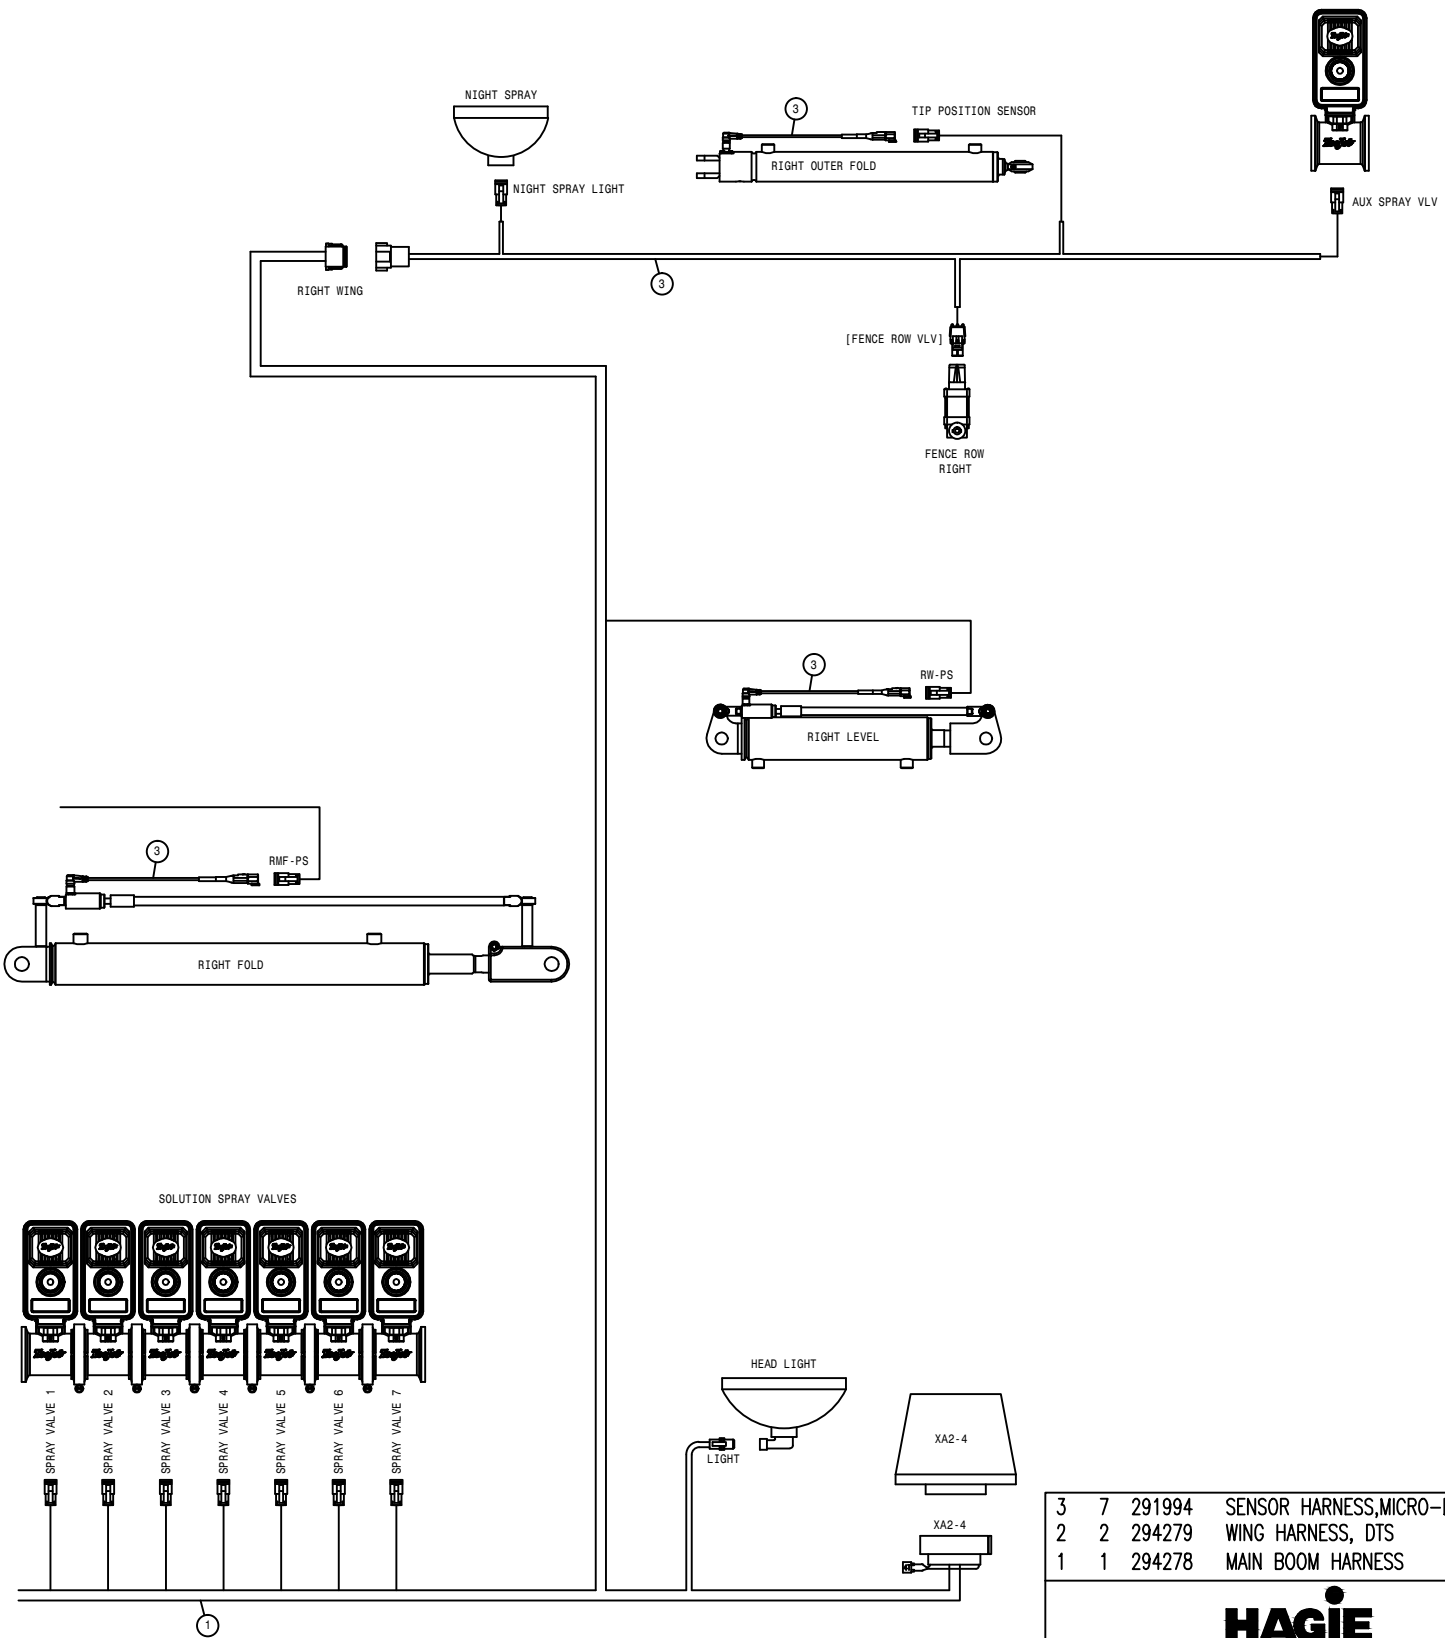 NIGHT SPRAY
3
TIP POSITION SENSOR
RIGHT OUTER FOLD
NIGHT SPRAY LIGHT
AUX SPRAY VLV
RIGHT WING
3
[FENCE ROW VLV]
FENCE ROW
RIGHT
3
RW-PS
RIGHT LEVEL
3
RMF-PS
RIGHT FOLD
SOLUTION SPRAY VALVES
SPRAY VALVE 1
SPRAY VALVE 2
SPRAY VALVE 3
SPRAY VALVE 4
SPRAY VALVE 5
SPRAY VALVE 6
SPRAY VALVE 7
HEAD LIGHT
LIGHT
XA2-4
XA2-4
1
3 7 291994 SENSOR HARNESS,MICRO-
2 2 294279 WING HARNESS, DTS
1 1 294278 MAIN BOOM HARNESS
HAGIE